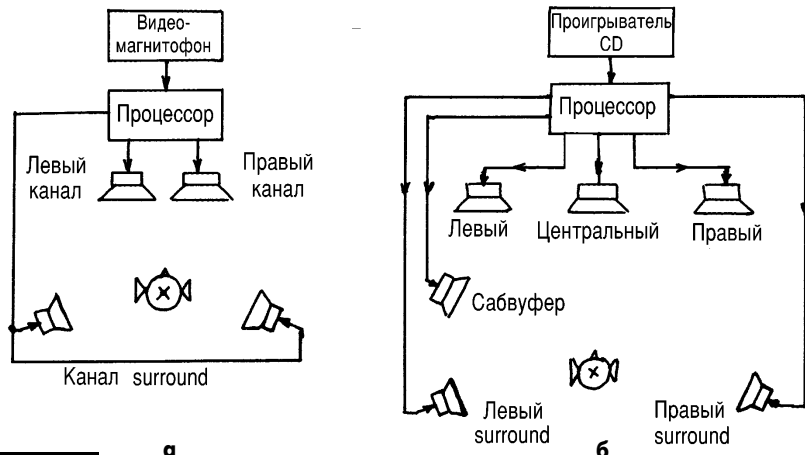 Видео-
магнитофон
Процессор
Левый
канал
Правый
канал
Канал surround
а
Проигрыватель
CD
Процессор
Левый
Центральный
Правый
Сабвуфер
Левый
surround
Правый
surround
б